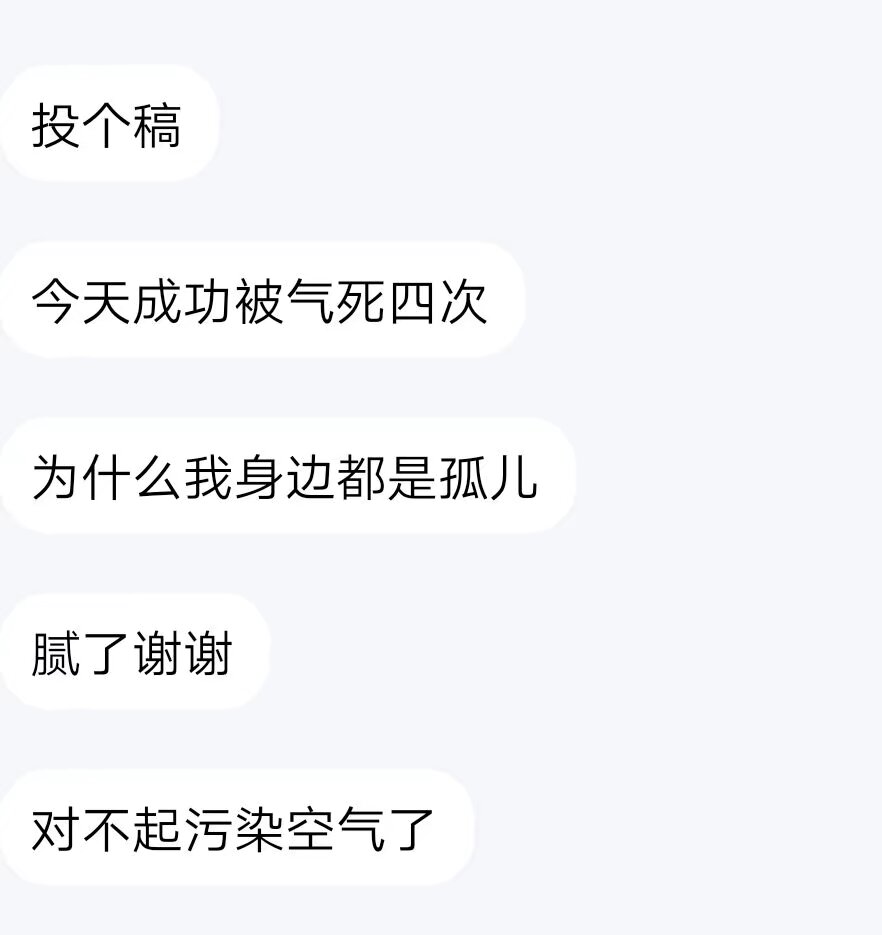 投个稿
今天成功被气死四次
为什么我身边都是孤儿
腻了谢谢
对不起污染空气了